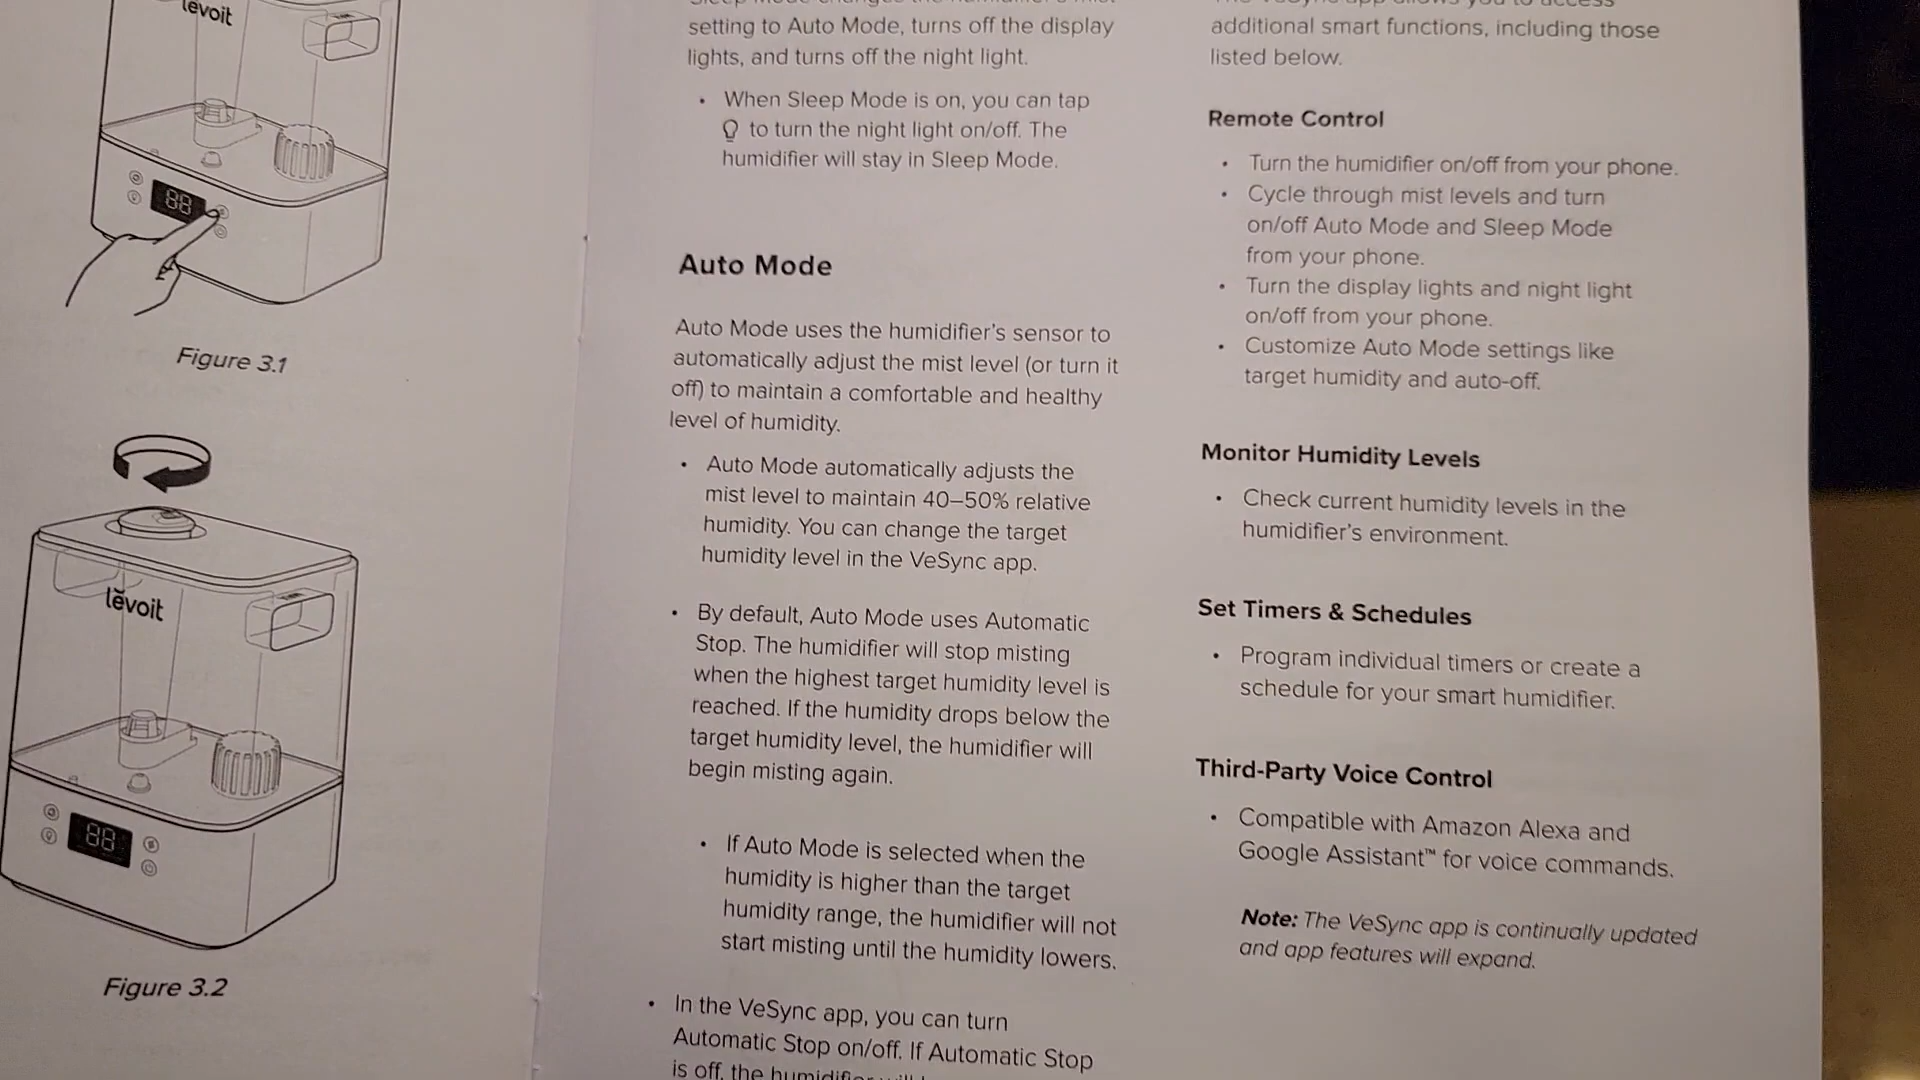 levoit
Figure 3.1
levoit
Figure 3.2
setting to Auto Mode, turns off the display
lights, and turns off the night light.
• When Sleep Mode is on, you can tap
to turn the night light on/off. The
humidifier will stay in Sleep Mode.
Auto Mode
Auto Mode uses the humidifier's sensor to
automatically adjust the mist level (or turn it
off) to maintain a comfortable and healthy
level of humidity.
• Auto Mode automatically adjusts the
mist level to maintain 40–50% relative
humidity. You can change the target
humidity level in the VeSync app.
• By default, Auto Mode uses Automatic
Stop. The humidifier will stop misting
when the highest target humidity level is
reached. If the humidity drops below the
target humidity level, the humidifier will
begin misting again.
• If Auto Mode is selected when the
humidity is higher than the target
humidity range, the humidifier will not
start misting until the humidity lowers.
• In the VeSync app, you can turn
Automatic Stop on/off. If Automatic Stop
is off, the humidifier will
additional smart functions, including those
listed below.
Remote Control
• Turn the humidifier on/off from your phone.
• Cycle through mist levels and turn
on/off Auto Mode and Sleep Mode
from your phone.
• Turn the display lights and night light
on/off from your phone.
• Customize Auto Mode settings like
target humidity and auto-off.
Monitor Humidity Levels
• Check current humidity levels in the
humidifier's environment.
Set Timers & Schedules
• Program individual timers or create a
schedule for your smart humidifier.
Third-Party Voice Control
• Compatible with Amazon Alexa and
Google Assistant™ for voice commands.
Note: The VeSync app is continually updated
and app features will expand.